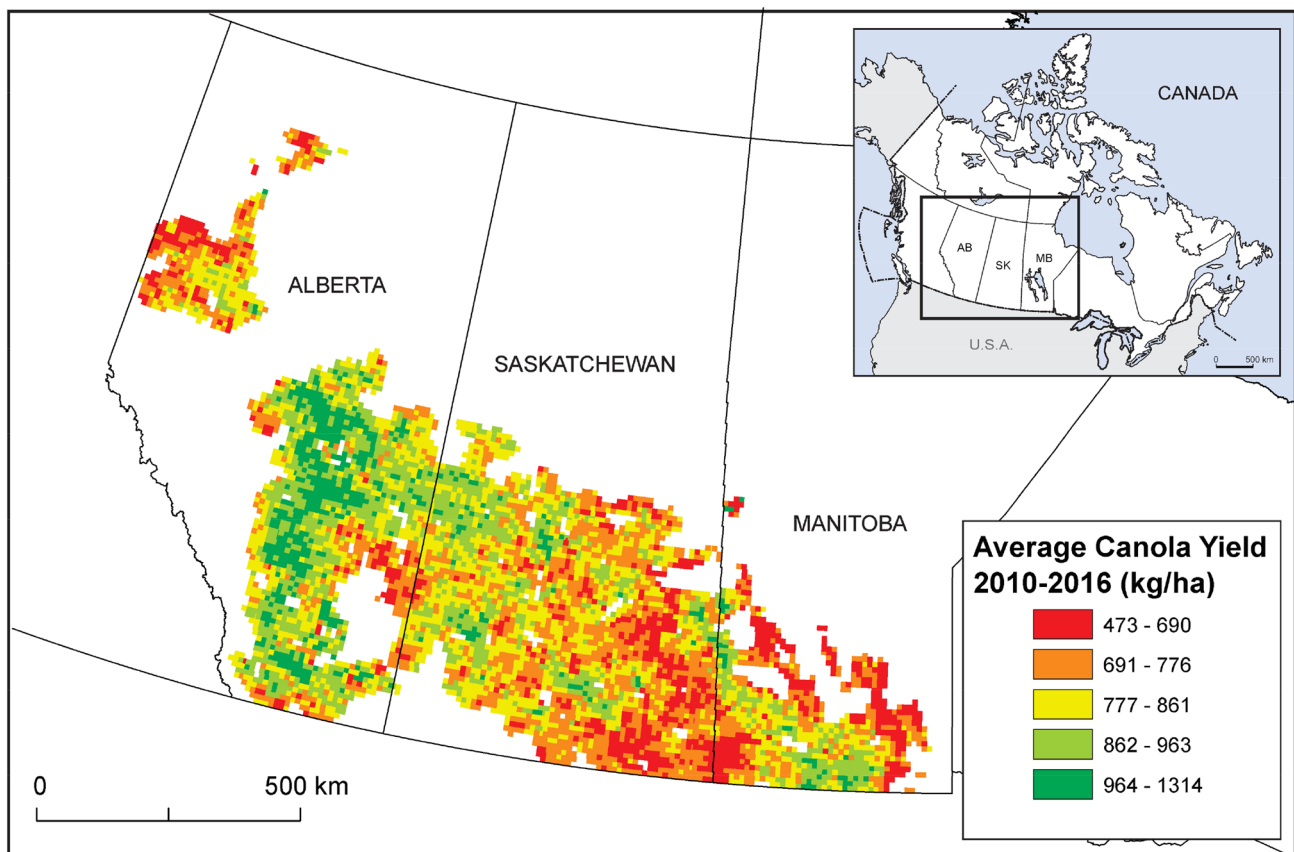 CANADA
AB
SK
MB
U.S.A.
0 500 km
ALBERTA
SASKATCHEWAN
MANITOBA
Average Canola Yield
2010-2016 (kg/ha)
473 - 690
691 - 776
777 - 861
862 - 963
964 - 1314
0 500 km